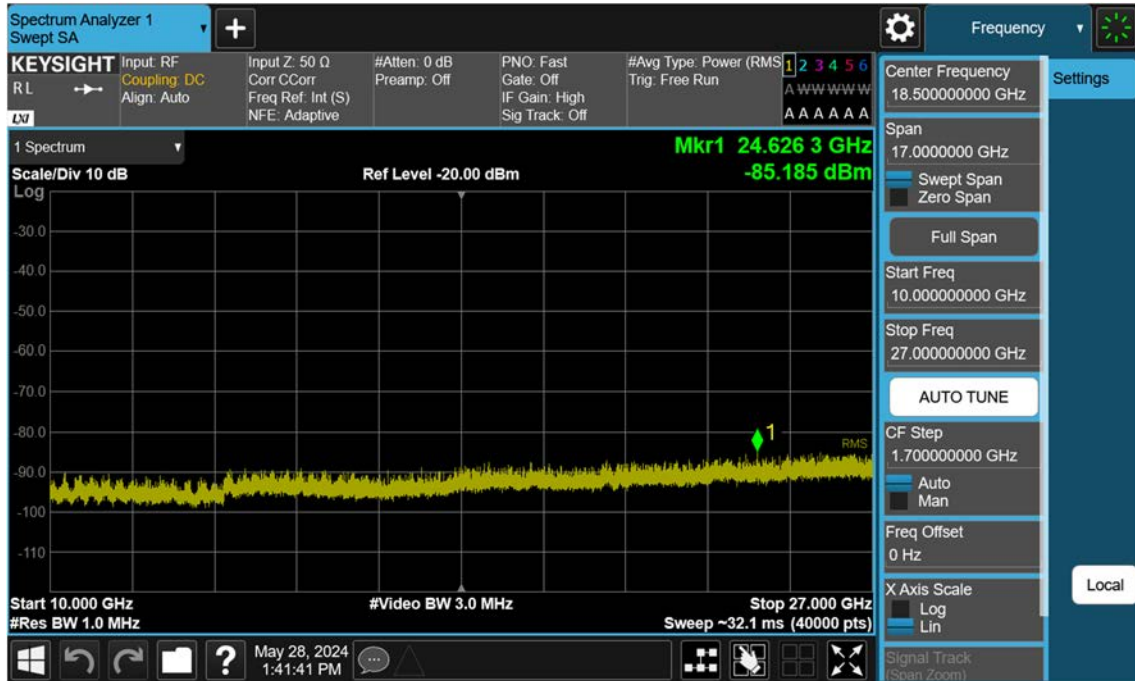 Spectrum Analyzer 1
Swept SA
Frequency
KEYSIGHT
R L
LXI
Input: RF
Coupling: DC
Align: Auto
Input Z: 50 Ω
Corr CCorr
Freq Ref: Int (S)
NFE: Adaptive
#Atten: 0 dB
Preamp: Off
PNO: Fast
Gate: Off
IF Gain: High
Sig Track: Off
#Avg Type: Power (RMS
Trig: Free Run
1 2 3 4 5 6
A W W W W W
A A A A A A
Center Frequency
18.500000000 GHz
Settings
1 Spectrum
Mkr1 24.626 3 GHz
Scale/Div 10 dB
Ref Level -20.00 dBm
-85.185 dBm
Log
-30.0
-40.0
-50.0
-60.0
-70.0
-80.0
-90.0
-100
-110
1
RMS
Span
17.0000000 GHz
Swept Span
Zero Span
Full Span
Start Freq
10.000000000 GHz
Stop Freq
27.000000000 GHz
AUTO TUNE
CF Step
1.700000000 GHz
Auto
Man
Freq Offset
0 Hz
X Axis Scale
Log
Lin
Signal Track
(Span Zoom)
Local
Start 10.000 GHz
#Video BW 3.0 MHz
Stop 27.000 GHz
#Res BW 1.0 MHz
Sweep ~32.1 ms (40000 pts)
?
May 28, 2024
1:41:41 PM